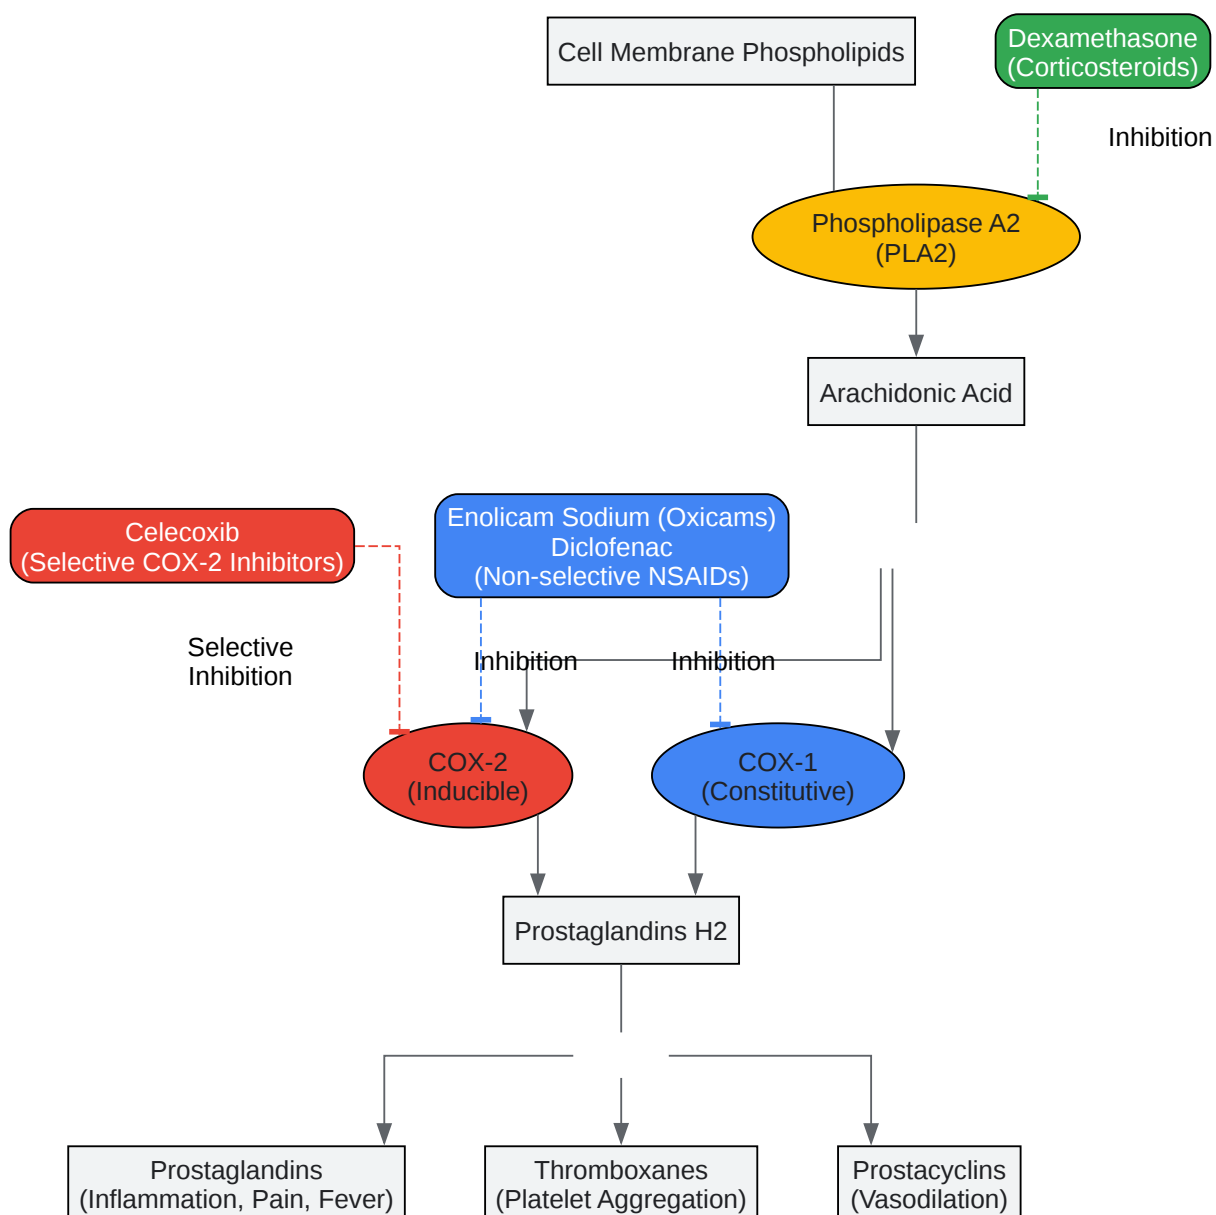 Cell Membrane Phospholipids
Dexamethasone
(Corticosteroids)
Inhibition
Phospholipase A2
(PLA2)
Arachidonic Acid
Celecoxib
(Selective COX-2 Inhibitors)
Enolicam Sodium (Oxicams)
Diclofenac
(Non-selective NSAIDs)
Selective
Inhibition
Inhibition
Inhibition
COX-2
(Inducible)
COX-1
(Constitutive)
Prostaglandins H2
Prostaglandins
(Inflammation, Pain, Fever)
Thromboxanes
(Platelet Aggregation)
Prostacyclins
(Vasodilation)